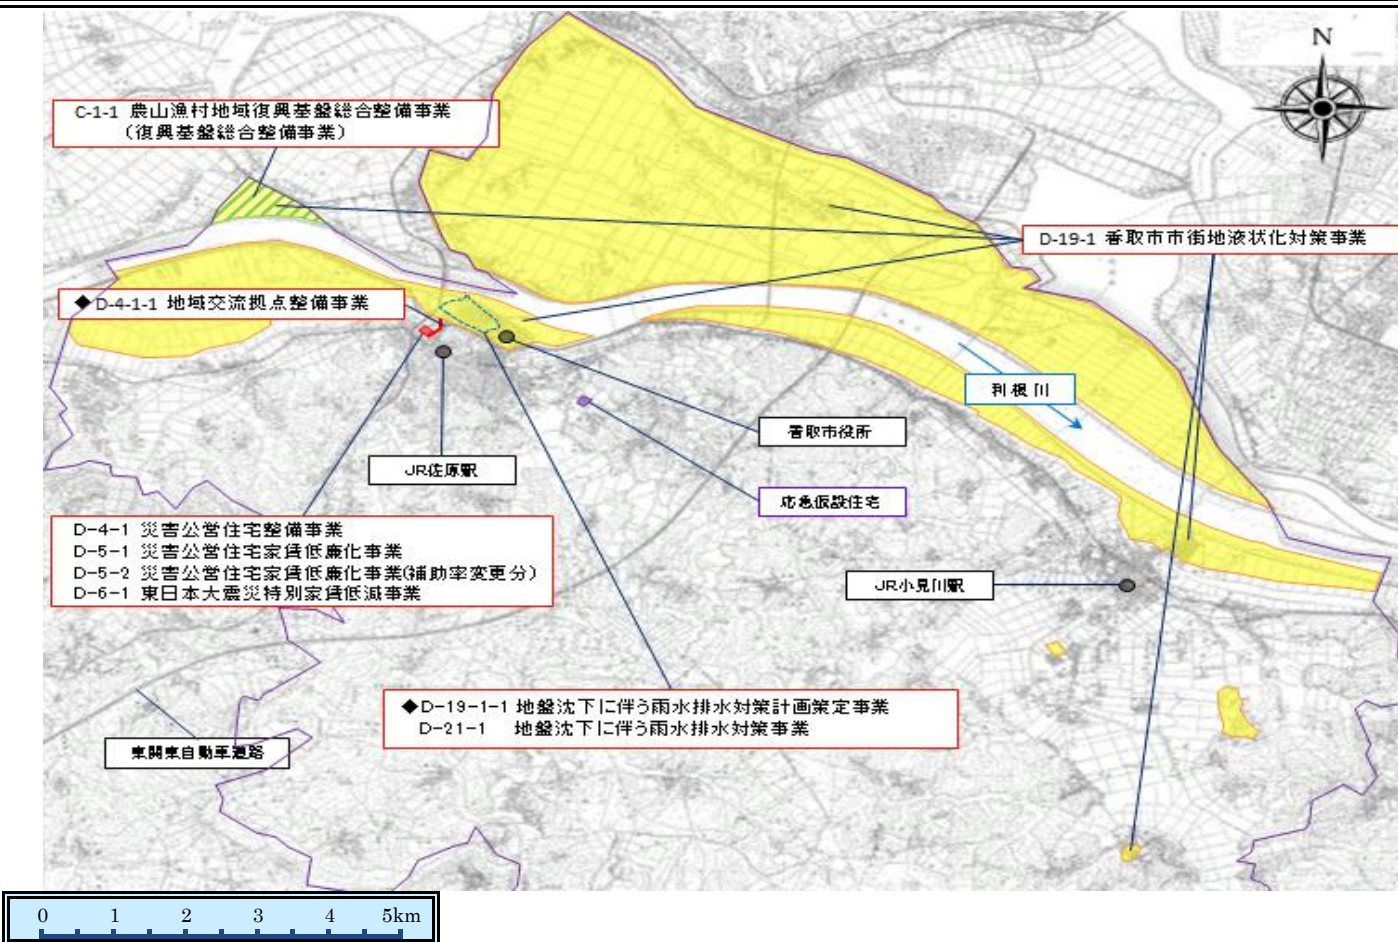 N
C-1-1 農山漁村地域復興基盤総合整備事業
（復興基盤総合整備事業）
D-19-1 香取市市街地液状化対策事業
◆D-4-1-1 地域交流拠点整備事業
利根川
香取市役所
JR佐原駅
応急仮設住宅
D-4-1 災害公営住宅整備事業
D-5-1 災害公営住宅家賃低廉化事業
D-5-2 災害公営住宅家賃低廉化事業(補助率変更分)
D-6-1 東日本大震災特別家賃低減事業
JR小見川駅
◆D-19-1-1 地盤沈下に伴う雨水排水対策計画策定事業
D-21-1 地盤沈下に伴う雨水排水対策事業
東関東自動車道路
0 1 2 3 4 5km